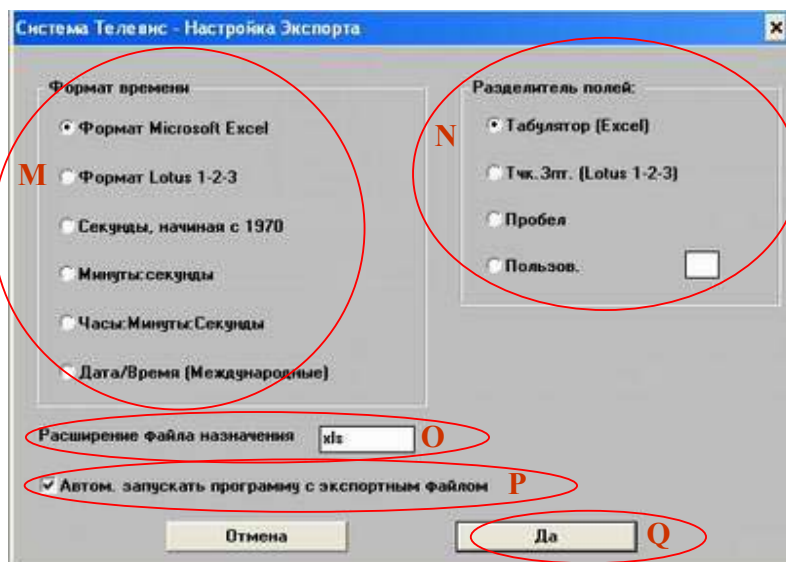 Система Телевис - Настройка Экспорта
Формат времени
Формат Microsoft Excel
M
Формат Lotus 1-2-3
Секунды, начиная с 1970
Минуты:секунды
Часы:Минуты:Секунды
Дата/Время (Международные)
Разделитель полей:
N
Табулятор (Excel)
Тчк.Зпт. (Lotus 1-2-3)
Пробел
Пользов.
Расширение файла назначения xls O
Автом. запускать программу с экспортным файлом P
Отмена
Да Q